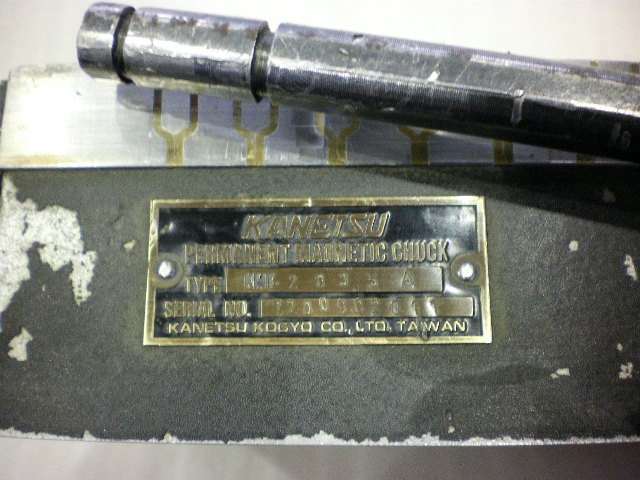 KANETSU
PERMANENT MAGNETIC CHUCK
TYPE
SERIAL NO.
KANETSU KOGYO CO., LTD. TAIWAN